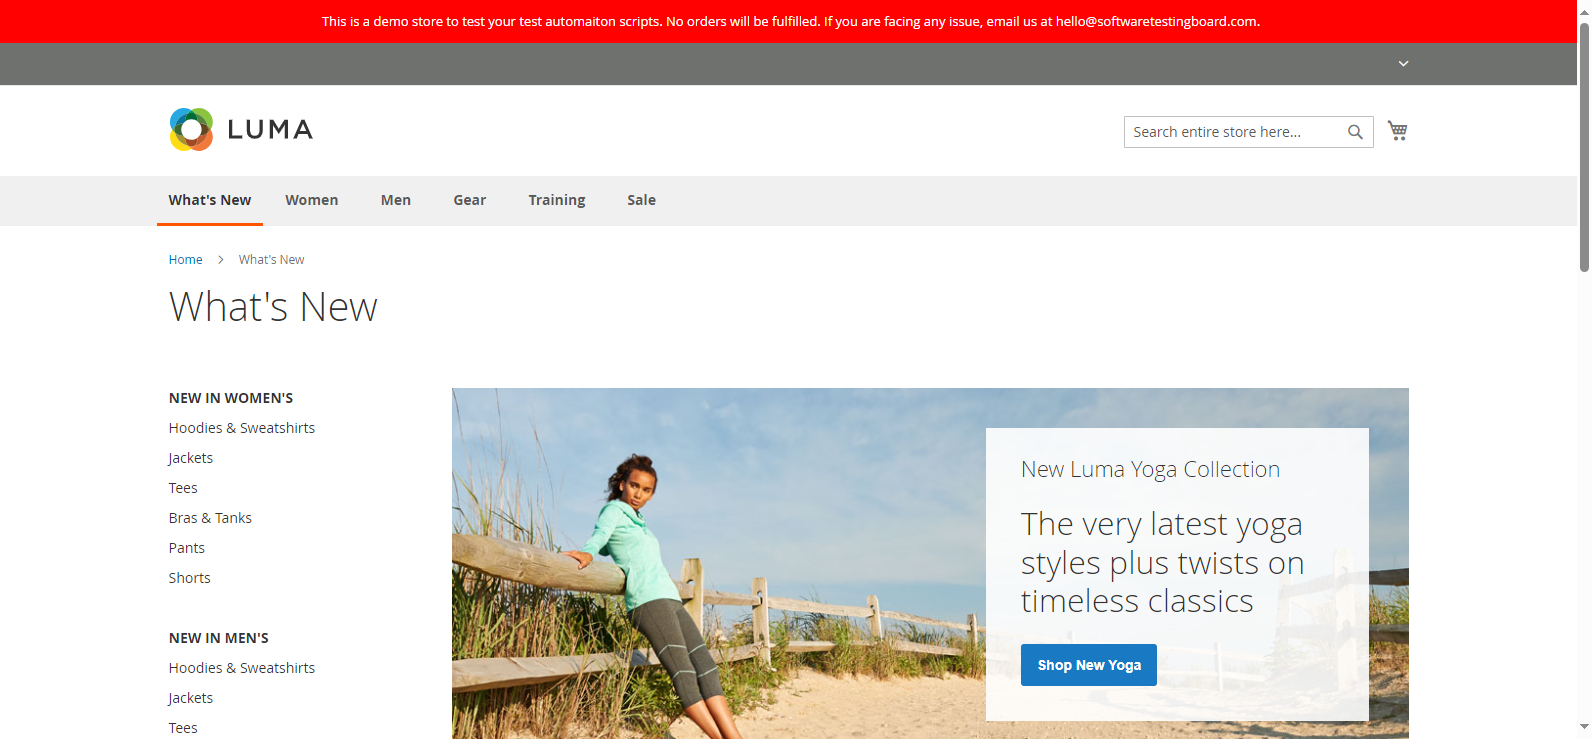 This is a demo store to test your test automaiton scripts. No orders will be fulfilled. If you are facing any issue, email us at hello@softwaretestingboard.com.
LUMA
Search entire store here...
What's New Women Men Gear Training Sale
Home What's New
What's New
NEW IN WOMEN'S
Hoodies & Sweatshirts
Jackets
Tees
Bras & Tanks
Pants
Shorts
NEW IN MEN'S
Hoodies & Sweatshirts
Jackets
Tees
New Luma Yoga Collection
The very latest yoga
styles plus twists on
timeless classics
Shop New Yoga